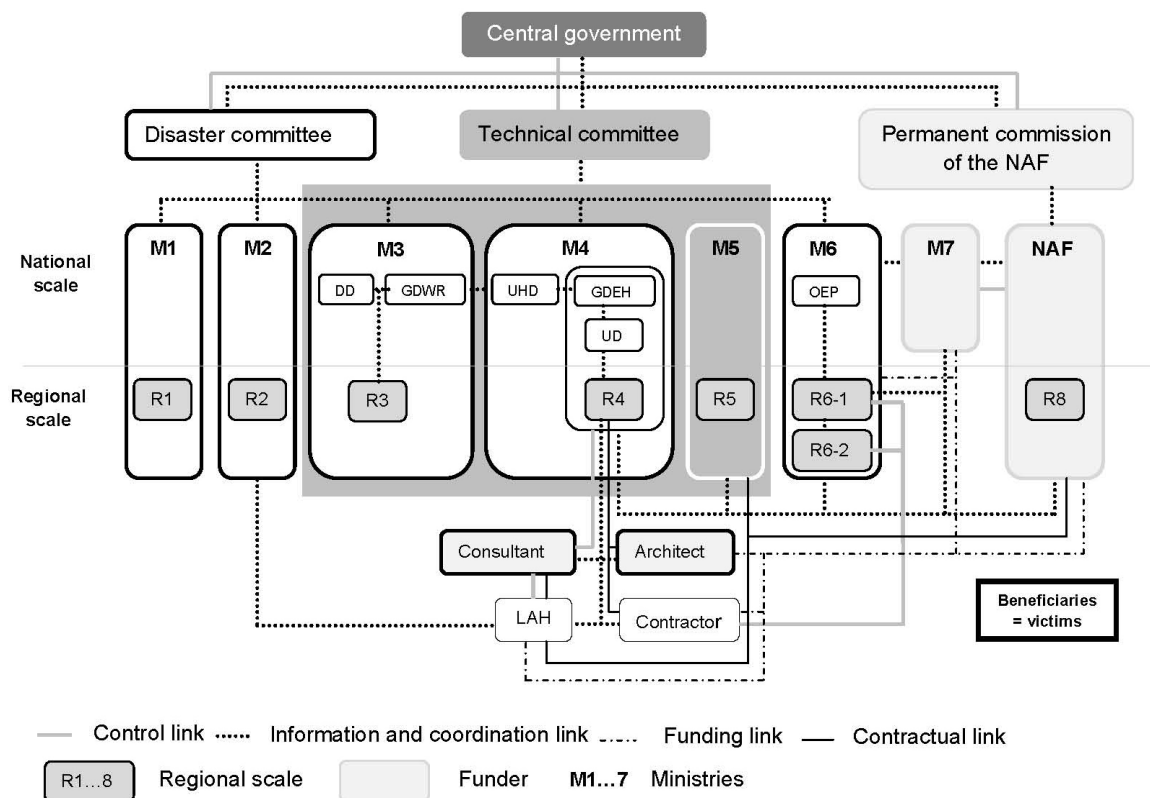 Central government
Disaster committee
Technical committee
Permanent commission
of the NAF
M1
M2
M3
M4
M5
M6
M7
NAF
National
scale
DD
GDWR
UHD
GDEH
OEP
UD
Regional
scale
R1
R2
R3
R4
R5
R6-1
R8
R6-2
Consultant
Architect
LAH
Contractor
Beneficiaries
= victims
Control link
Information and coordination link
Funding link
Contractual link
R1...8
Regional scale
Funder
M1...7
Ministries